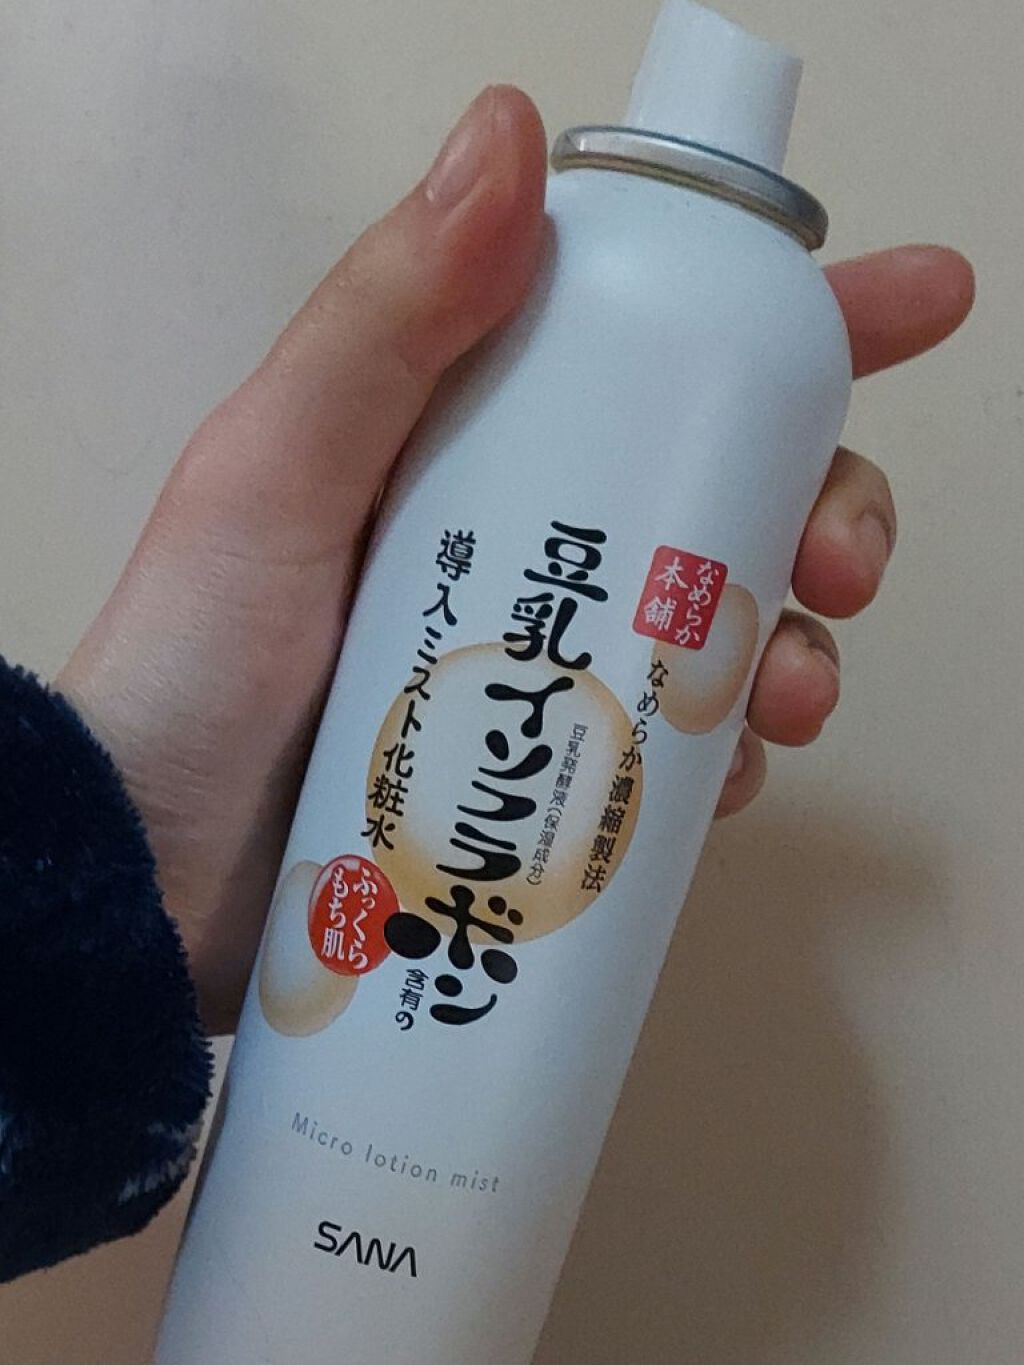 なめらか
本舗
なめらか濃縮製法
豆乳発酵液(保湿成分)
豆乳イソフラボン
含有の
導入ミスト化粧水
ふっくら
もち肌
Micro lotion mist
SANA